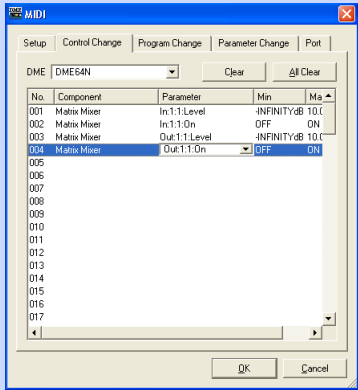 MIDI
Setup Control Change Program Change Parameter Change Port
DME DME64N Clear All Clear
No. Component Parameter Min Ma
001 Matrix Mixer In:1:1:Level -INFINITYdB 10.0
002 Matrix Mixer In:1:1:On OFF ON
003 Matrix Mixer Out:1:1:Level -INFINITYdB 10.0
004 Matrix Mixer Out:1:1:On OFF ON
005
006
007
008
009
010
011
012
013
014
015
016
017
OK Cancel